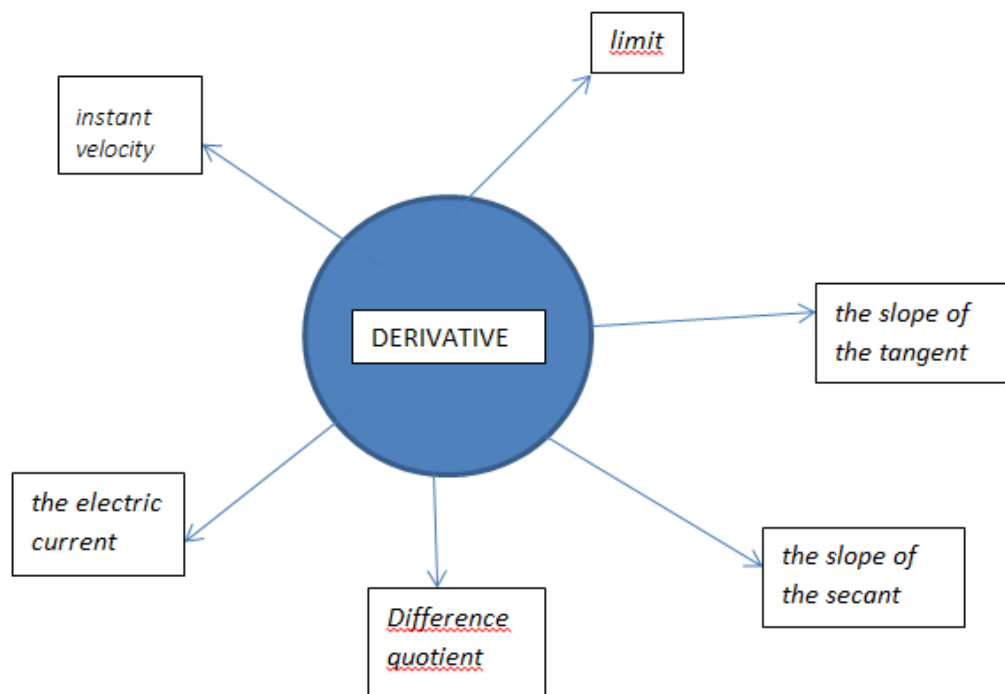 limit
instant
velocity
the slope of
the tangent
DERIVATIVE
the electric
current
the slope of
the secant
Difference
quotient